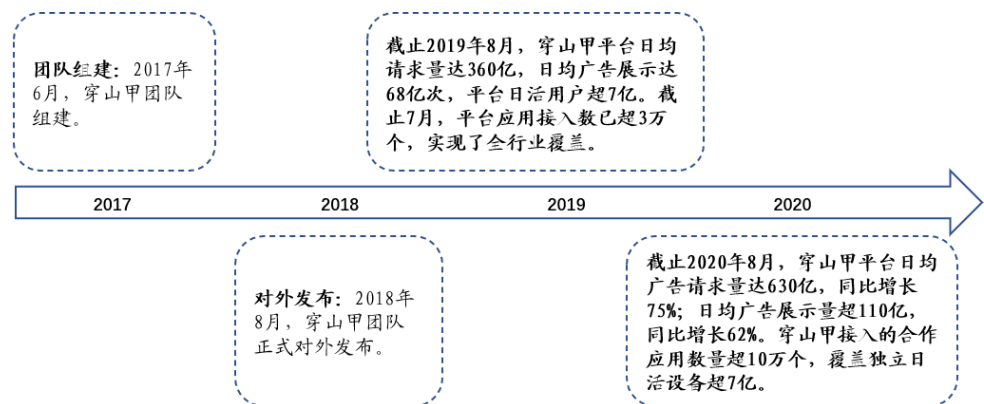 团队组建：2017年
6月，穿山甲团队
组建。
截止2019年8月，穿山甲平台日均
请求量达360亿，日均广告展示达
68亿次，平台日活用户超7亿。截
止7月，平台应用接入数已超3万
个，实现了全行业覆盖。
2017
2018
2019
2020
对外发布：2018年
8月，穿山甲团队
正式对外发布。
截止2020年8月，穿山甲平台日均
广告请求量达630亿，同比增长
75%；日均广告展示量超110亿，
同比增长62%。穿山甲接入的合作
应用数量超10万个，覆盖独立日
活设备超7亿。